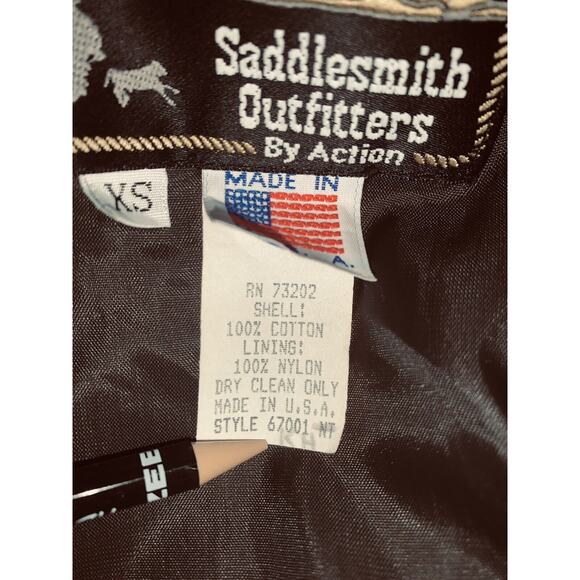 Saddlesmith
Outfitters
By Action
XS
MADE IN
A.
RN 73202
SHELL:
100% COTTON
LINING:
100% NYLON
DRY CLEAN ONLY
MADE IN U.S.A.
STYLE 67001 NT
ZEE